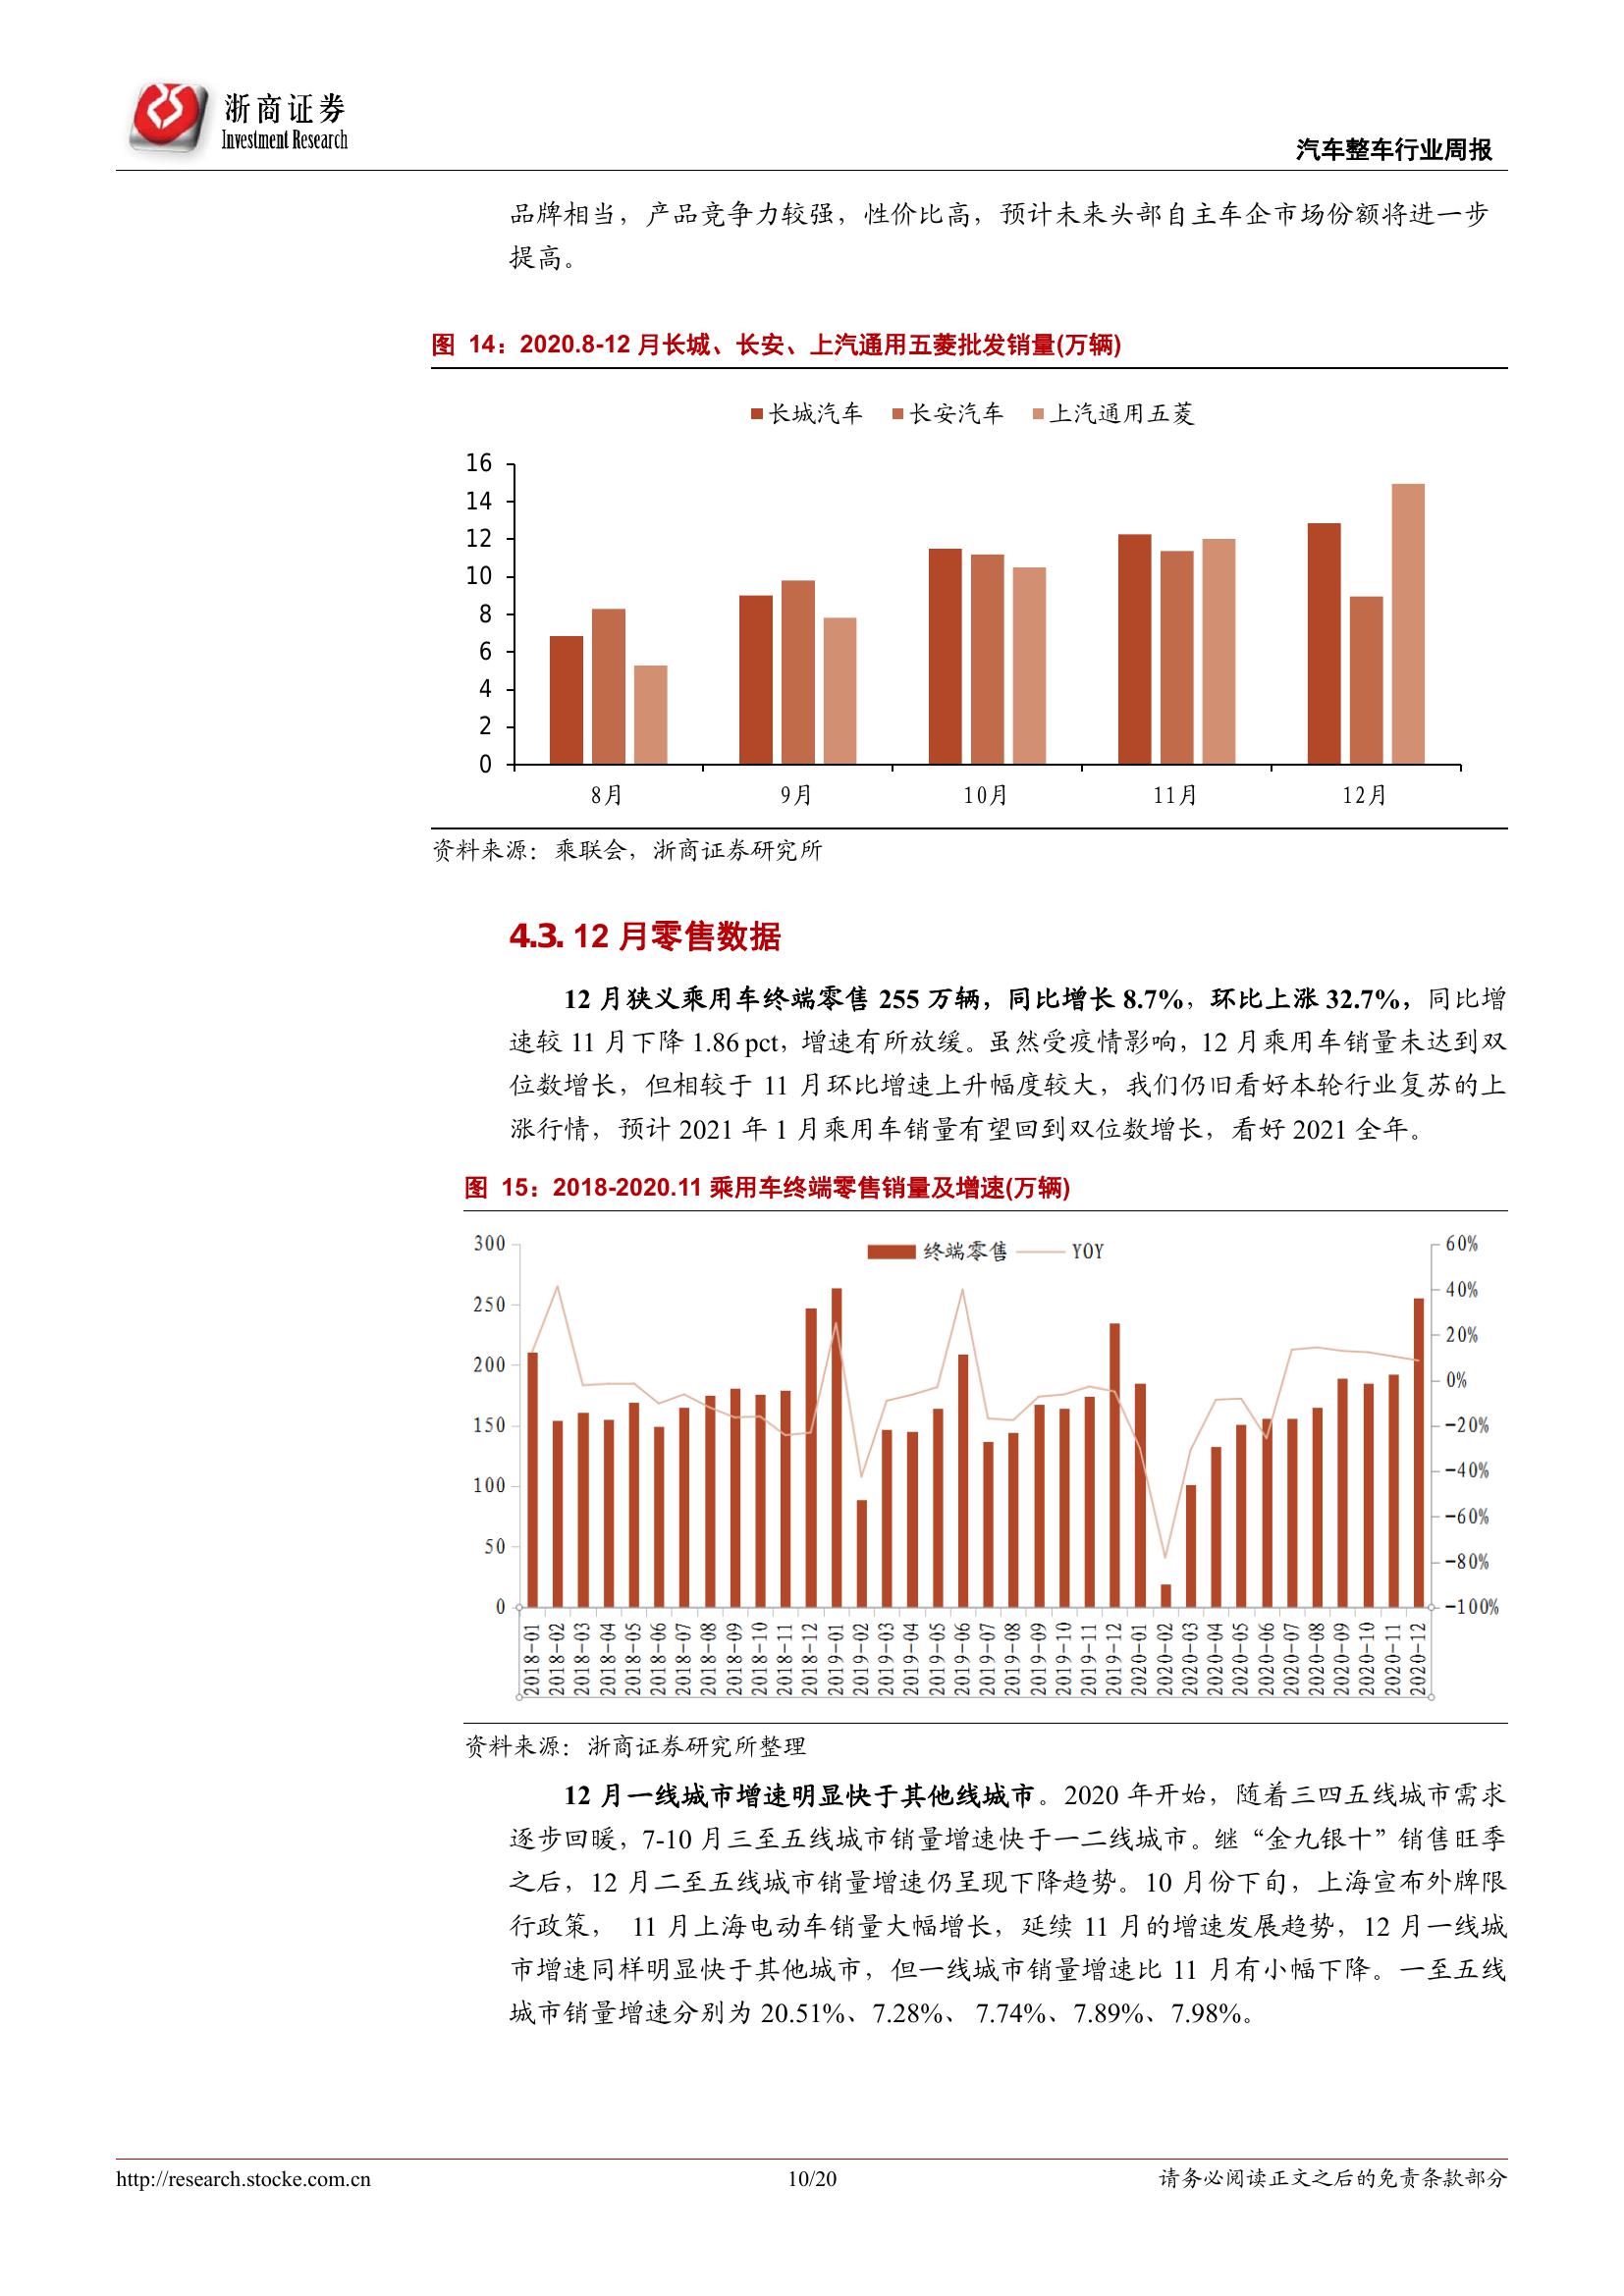 浙商证券
Investment Research
汽车整车行业周报
品牌相当，产品竞争力较强，性价比高，预计未来头部自主车企市场份额将进一步
提高。
图 14：2020.8-12 月长城、长安、上汽通用五菱批发销量(万辆)
长城汽车 长安汽车 上汽通用五菱
16
14
12
10
8
6
4
2
0
8月 9月 10月 11月 12月
资料来源：乘联会，浙商证券研究所
4.3. 12 月零售数据
12 月狭义乘用车终端零售 255 万辆，同比增长 8.7%，环比上涨 32.7%，同比增
速较 11 月下降 1.86 pct，增速有所放缓。虽然受疫情影响，12 月乘用车销量未达到双
位数增长，但相较于 11 月环比增速上升幅度较大，我们仍旧看好本轮行业复苏的上
涨行情，预计 2021 年 1 月乘用车销量有望回到双位数增长，看好 2021 全年。
图 15：2018-2020.11 乘用车终端零售销量及增速(万辆)
终端零售 YOY
300
250
200
150
100
50
0
60%
40%
20%
0%
-20%
-40%
-60%
-80%
-100%
2018-01 2018-02 2018-03 2018-04 2018-05 2018-06 2018-07 2018-08 2018-09 2018-10 2018-11 2018-12 2019-01 2019-02 2019-03 2019-04 2019-05 2019-06 2019-07 2019-08 2019-09 2019-10 2019-11 2019-12 2020-01 2020-02 2020-03 2020-04 2020-05 2020-06 2020-07 2020-08 2020-09 2020-10 2020-11 2020-12
资料来源：浙商证券研究所整理
12 月一线城市增速明显快于其他线城市。2020 年开始，随着三四五线城市需求
逐步回暖，7-10 月三至五线城市销量增速快于一二线城市。继“金九银十”销售旺季
之后，12 月二至五线城市销量增速仍呈现下降趋势。10 月份下旬，上海宣布外牌限
行政策， 11 月上海电动车销量大幅增长，延续 11 月的增速发展趋势，12 月一线城
市增速同样明显快于其他城市，但一线城市销量增速比 11 月有小幅下降。一至五线
城市销量增速分别为 20.51%、7.28%、 7.74%、7.89%、7.98%。
http://research.stocke.com.cn 10/20 请务必阅读正文之后的免责条款部分